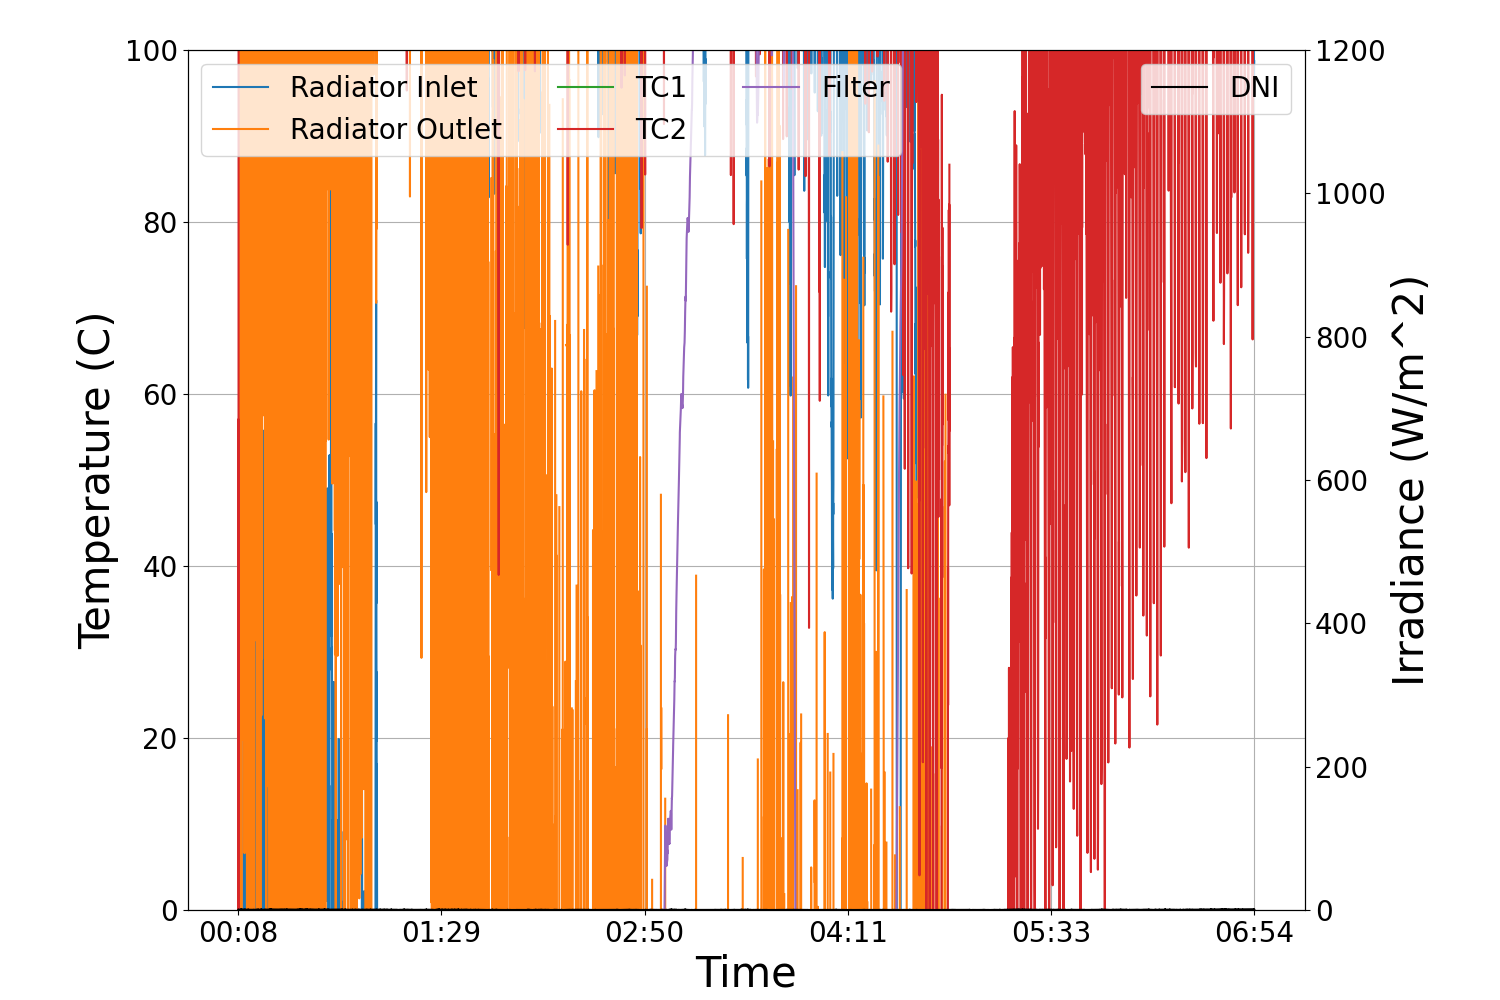 100
80
60
40
20
0
Temperature (C)
Radiator Inlet
Radiator Outlet
TC1
TC2
Filter
DNI
1200
1000
800
600
400
200
0
Irradiance (W/m^2)
00:08
01:29
02:50
04:11
05:33
06:54
Time